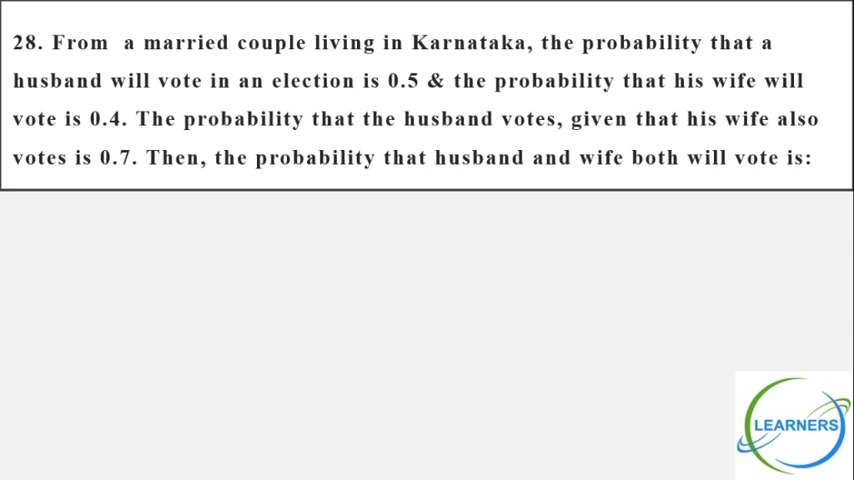 28. From a married couple living in Karnataka, the probability that a
husband will vote in an election is 0.5 & the probability that his wife will
vote is 0.4. The probability that the husband votes, given that his wife also
votes is 0.7. Then, the probability that husband and wife both will vote is:
LEARNERS